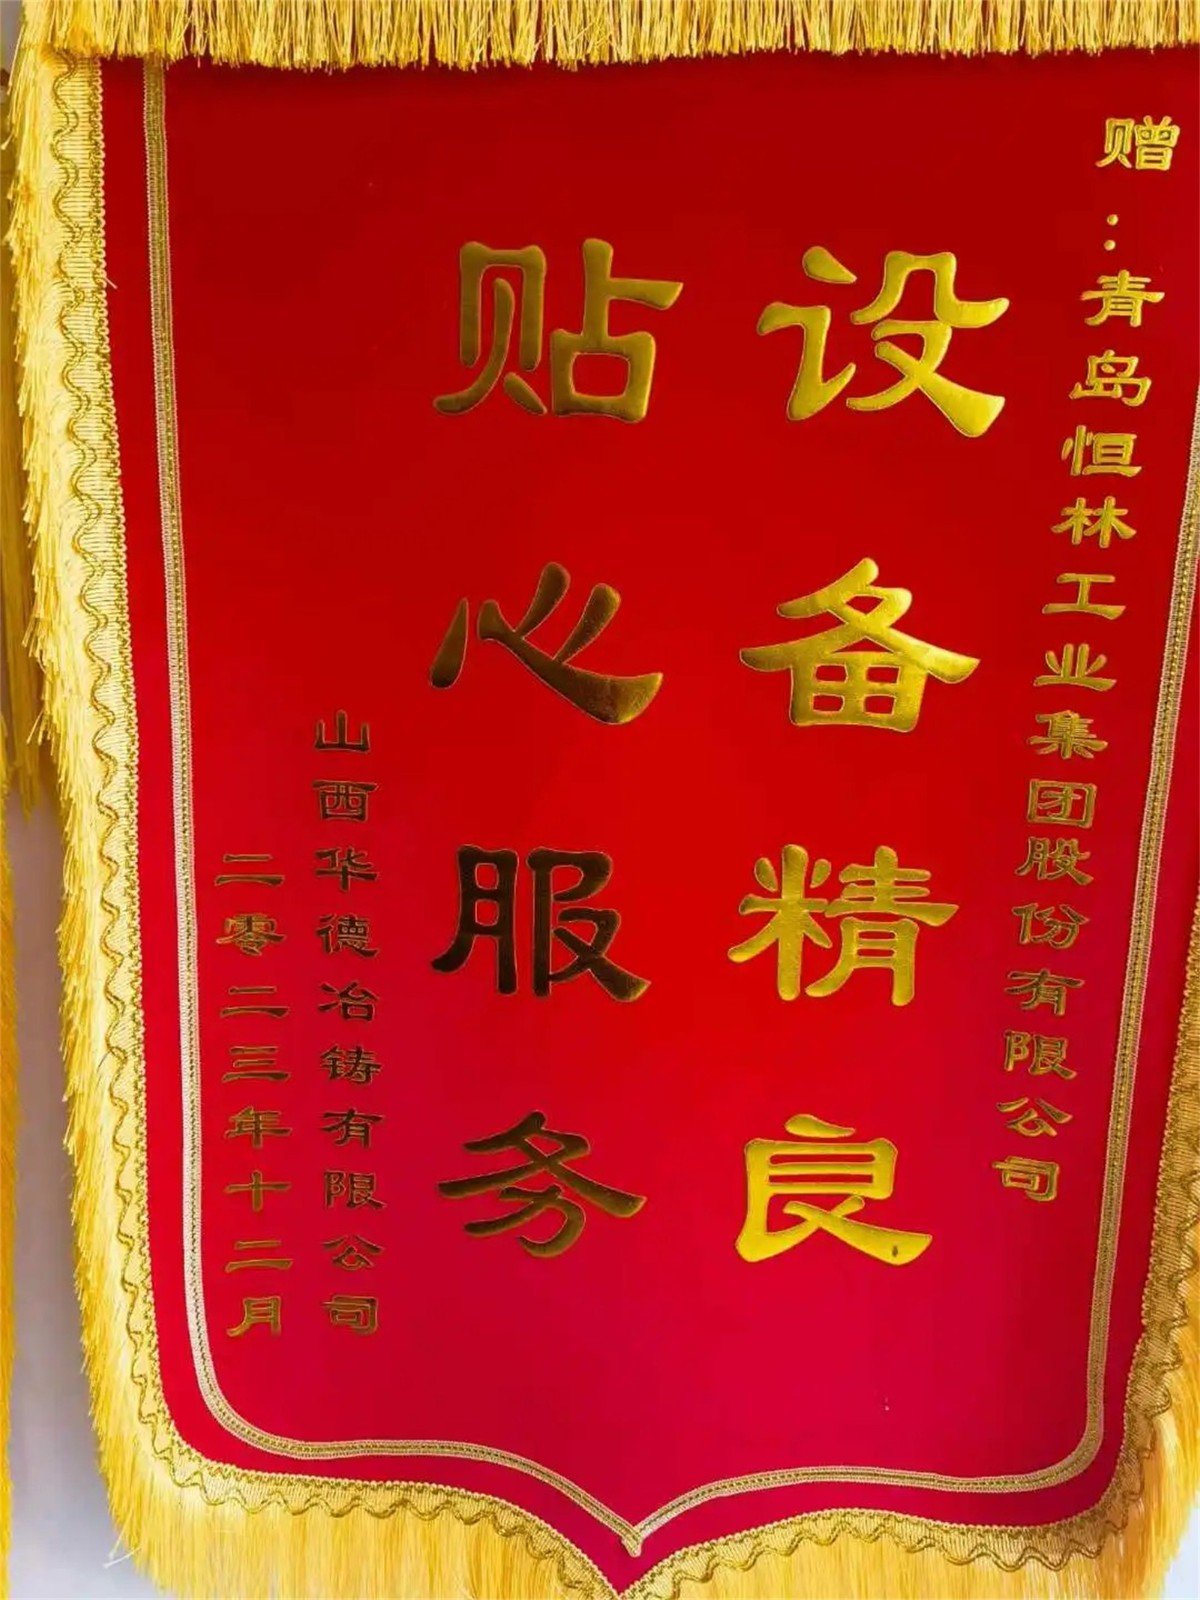 赠：青岛恒林工业集团股份有限公司
设备精良
贴心服务
山西华德冶铸有限公司
二零二三年十二月